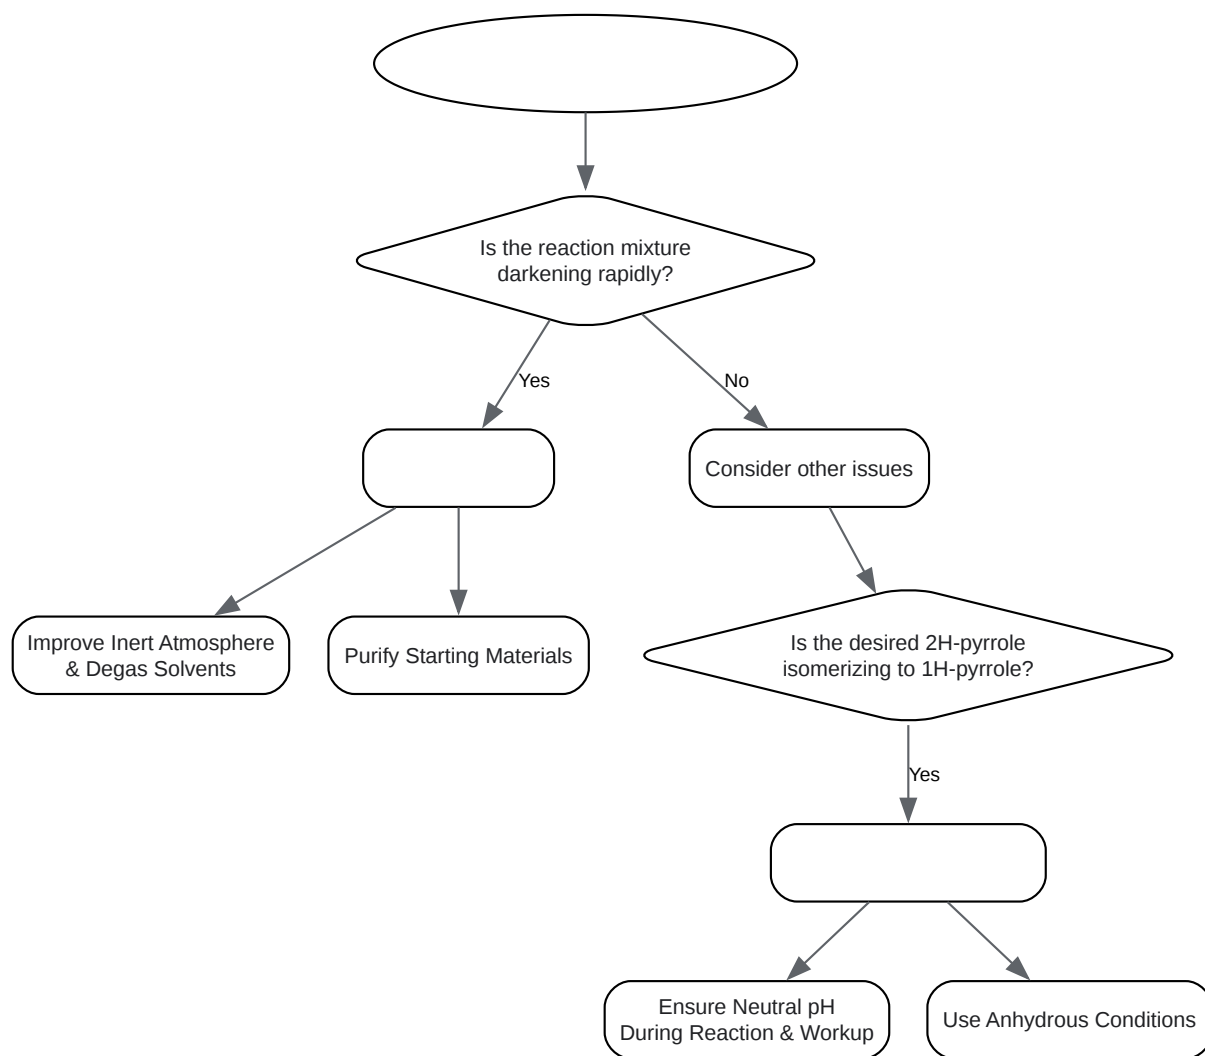 Is the reaction mixture
darkening rapidly?
Yes
No
Consider other issues
Improve Inert Atmosphere
& Degas Solvents
Purify Starting Materials
Is the desired 2H-pyrrole
isomerizing to 1H-pyrrole?
Yes
Ensure Neutral pH
During Reaction & Workup
Use Anhydrous Conditions